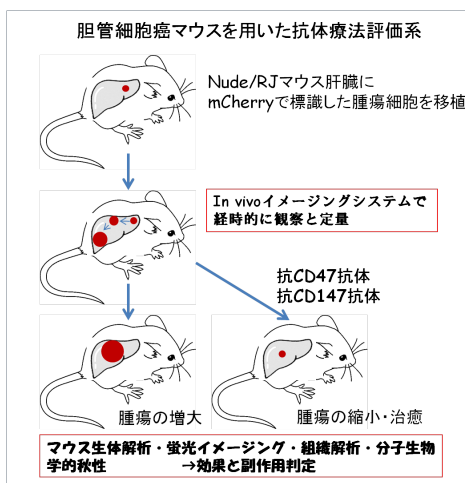 胆管細胞癌マウスを用いた抗体療法評価系
Nude/RJマウス肝臓に
mCherryで標識した腫瘍細胞を移植
In vivoイメージングシステムで
経時的に観察と定量
抗CD47抗体
抗CD147抗体
腫瘍の増大
腫瘍の縮小・治癒
マウス生体解析・蛍光イメージング・組織解析・分子生物
学的秋性 →効果と副作用判定